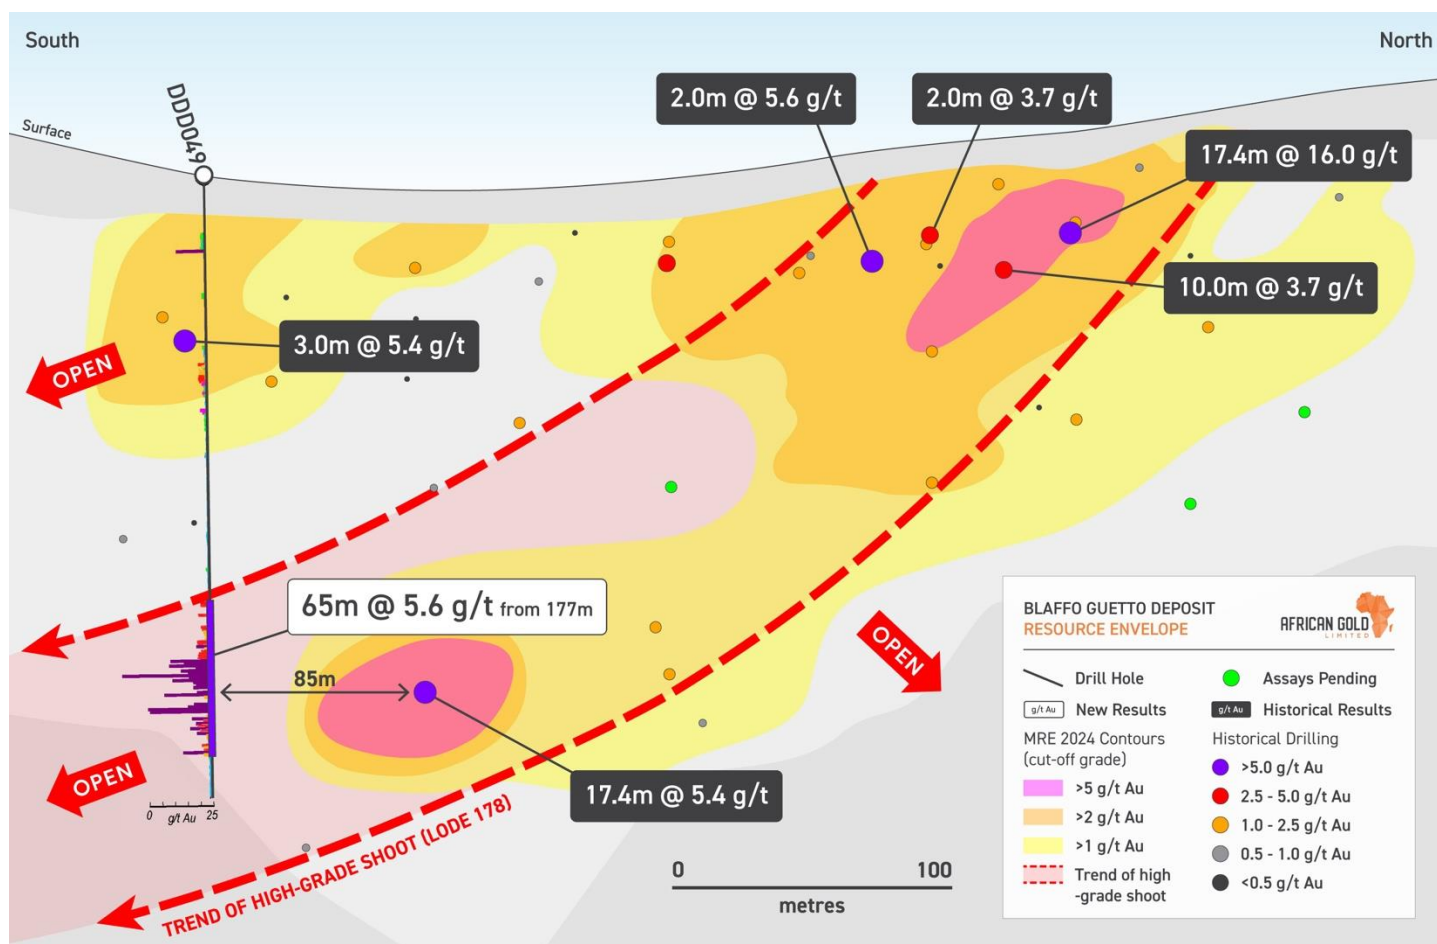 South
North
Surface
DDD049
2.0m @ 5.6 g/t
2.0m @ 3.7 g/t
17.4m @ 16.0 g/t
10.0m @ 3.7 g/t
3.0m @ 5.4 g/t
OPEN
65m @ 5.6 g/t from 177m
85m
OPEN
OPEN
17.4m @ 5.4 g/t
0 g/t Au 25
TREND OF HIGH-GRADE SHOOT (LODE 178)
0 100
metres
BLAFFO GUETTO DEPOSIT
RESOURCE ENVELOPE
AFRICAN GOLD
LIMITED
Drill Hole
Assays Pending
g/t Au New Results
g/t Au Historical Results
MRE 2024 Contours
(cut-off grade)
>5 g/t Au
>2 g/t Au
>1 g/t Au
Trend of high
-grade shoot
Historical Drilling
>5.0 g/t Au
2.5 - 5.0 g/t Au
1.0 - 2.5 g/t Au
0.5 - 1.0 g/t Au
<0.5 g/t Au